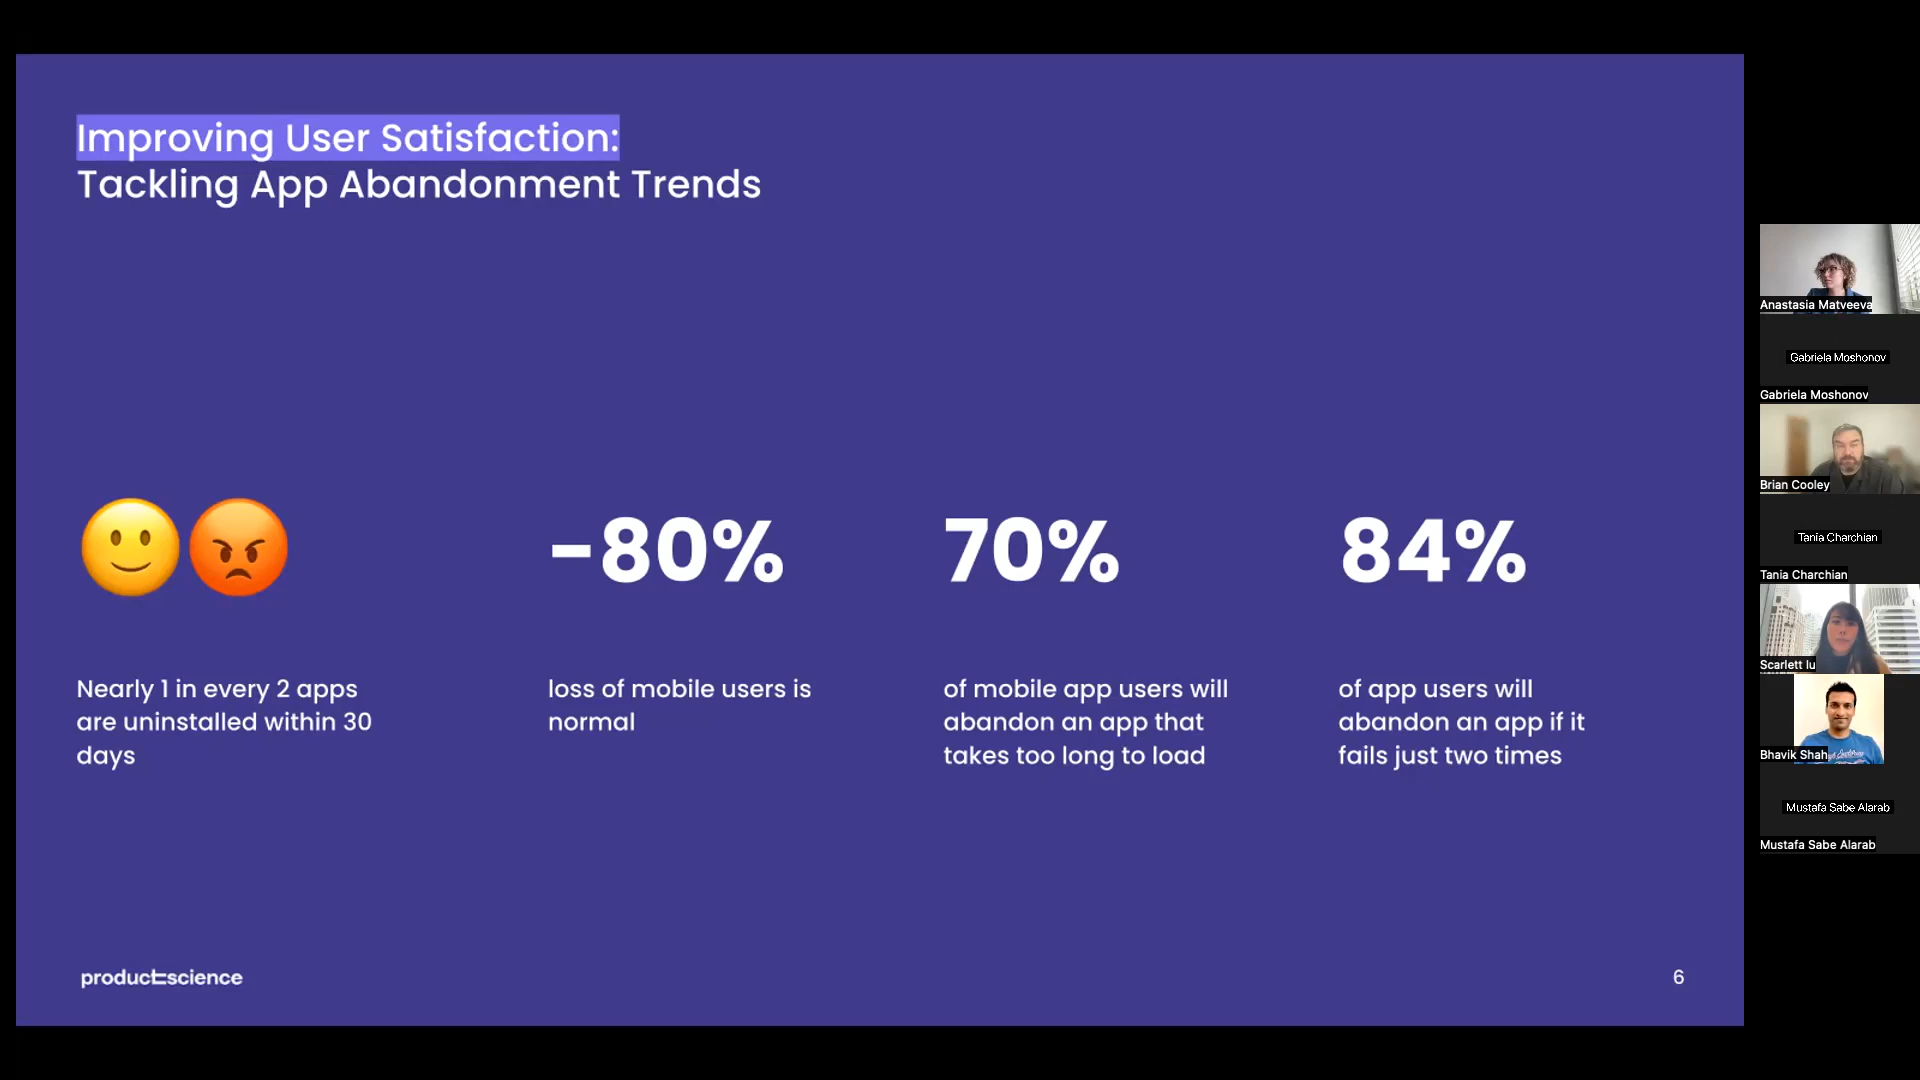 Improving User Satisfaction:
Tackling App Abandonment Trends
Nearly 1 in every 2 apps
are uninstalled within 30
days
-80%
loss of mobile users is
normal
70%
of mobile app users will
abandon an app that
takes too long to load
84%
of app users will
abandon an app if it
fails just two times
productscience
6
Anastasia Matveeva
Gabriela Moshonov
Gabriela Moshonov
Brian Cooley
Tania Charchian
Tania Charchian
Scarlett Iu
Bhavik Shah
Mustafa Sabe Alarab
Mustafa Sabe Alarab